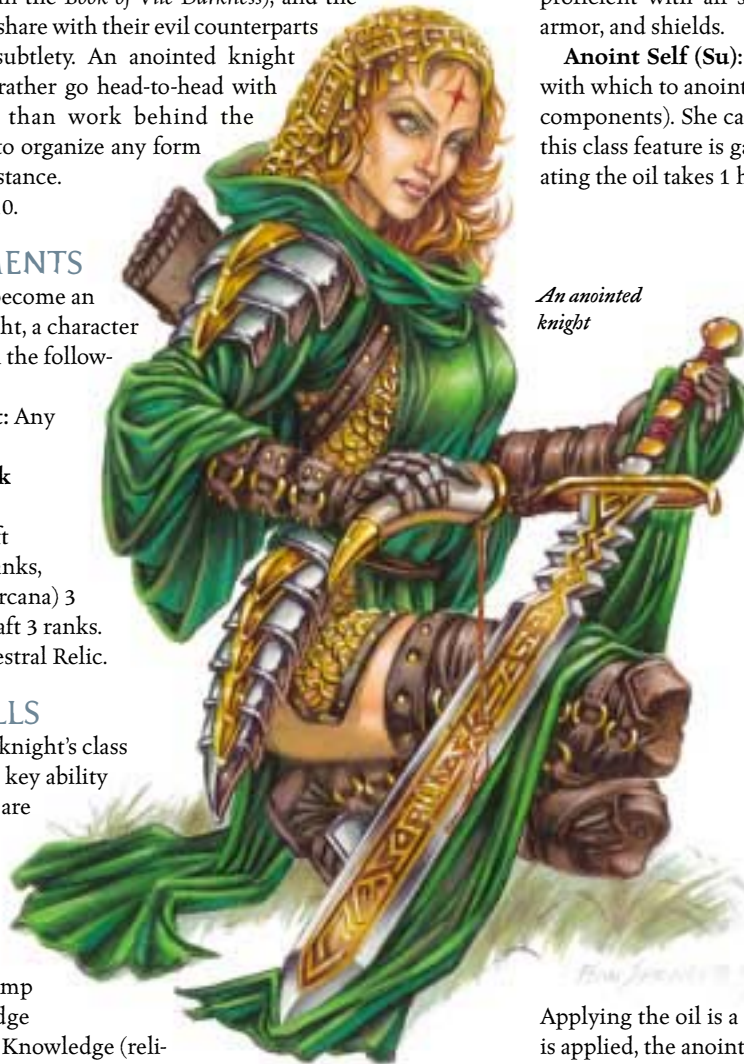 Book of Vile Darkness), and the
share with their evil counterparts
subtlety. An anointed knight
rather go head-to-head with
than work behind the
to organize any form
stance.
0.
MENTS
become an
ht, a character
the follow-
t: Any
k
ft
nks,
rcana) 3
aft 3 ranks.
estral Relic.
LLS
knight's class
key ability
are
mp
dge
Knowledge (reli-
proficient with all s
armor, and shields.
Anoint Self (Su):
with which to anoint
components). She ca
this class feature is ga
ating the oil takes 1 h
An anointed
knight
Applying the oil is a
is applied, the anoint